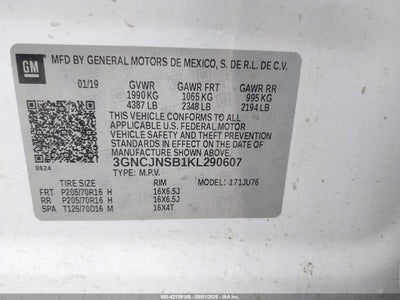 GM
MFD BY GENERAL MOTORS DE MEXICO, S. DE R.L. DE C.V.
01/19 GVWR GAWR FRT GAWR RR
1990 KG 1065 KG 995 KG
4387 LB 2348 LB 2194 LB
THIS VEHICLE CONFORMS TO ALL APPLICABLE
U.S. FEDERAL MOTOR VEHICLE
SAFETY AND THEFT PREVENTION
STANDARDS IN EFFECT ON THE DATE OF
MANUFACTURE SHOWN ABOVE.
3GNCJNSB1KL290607
0624 TYPE: M.P.V. MODEL: 1JU76
TIRE SIZE RIM
FRT P205/70R16 H 16X6.5J
RR P205/70R16 H 16X6.5J
SPA T125/70D16 M 16X4T